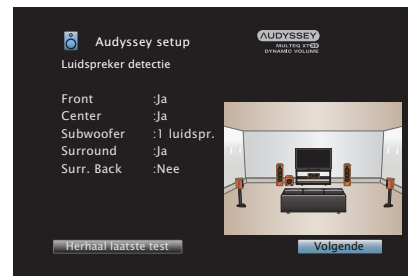 Audyssey setup
AUDYSSEY
MULTEQ XT32
DYNAMIC VOLUME
Luidspreker detectie
Front :Ja
Center :Ja
Subwoofer :1 luidspr.
Surround :Ja
Surr. Back :Nee
Herhaal laatste test
Volgende